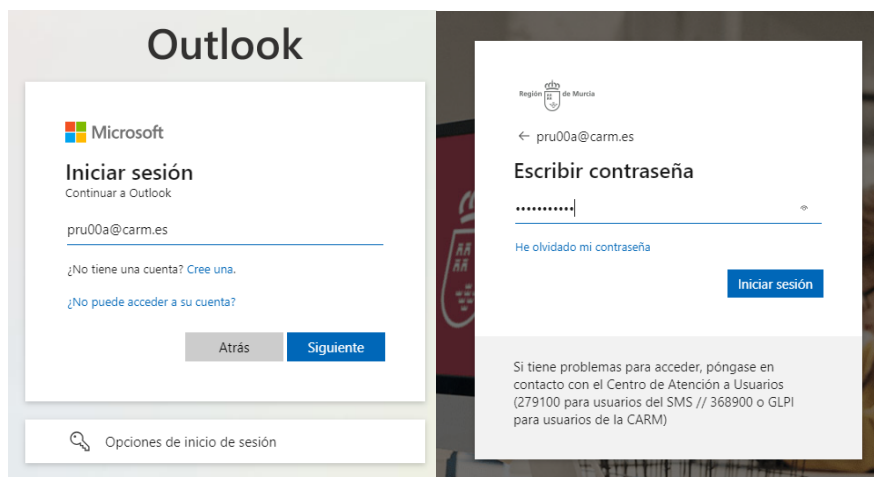 Outlook
Microsoft
Iniciar sesión
Continuar a Outlook
pru00a@carm.es
¿No tiene una cuenta? Cree una.
¿No puede acceder a su cuenta?
Atrás
Siguiente
Opciones de inicio de sesión
Región de Murcia
pru00a@carm.es
Escribir contraseña
•••••••••••
He olvidado mi contraseña
Iniciar sesión
Si tiene problemas para acceder, póngase en
contacto con el Centro de Atención a Usuarios
(279100 para usuarios del SMS // 368900 o GLPI
para usuarios de la CARM)